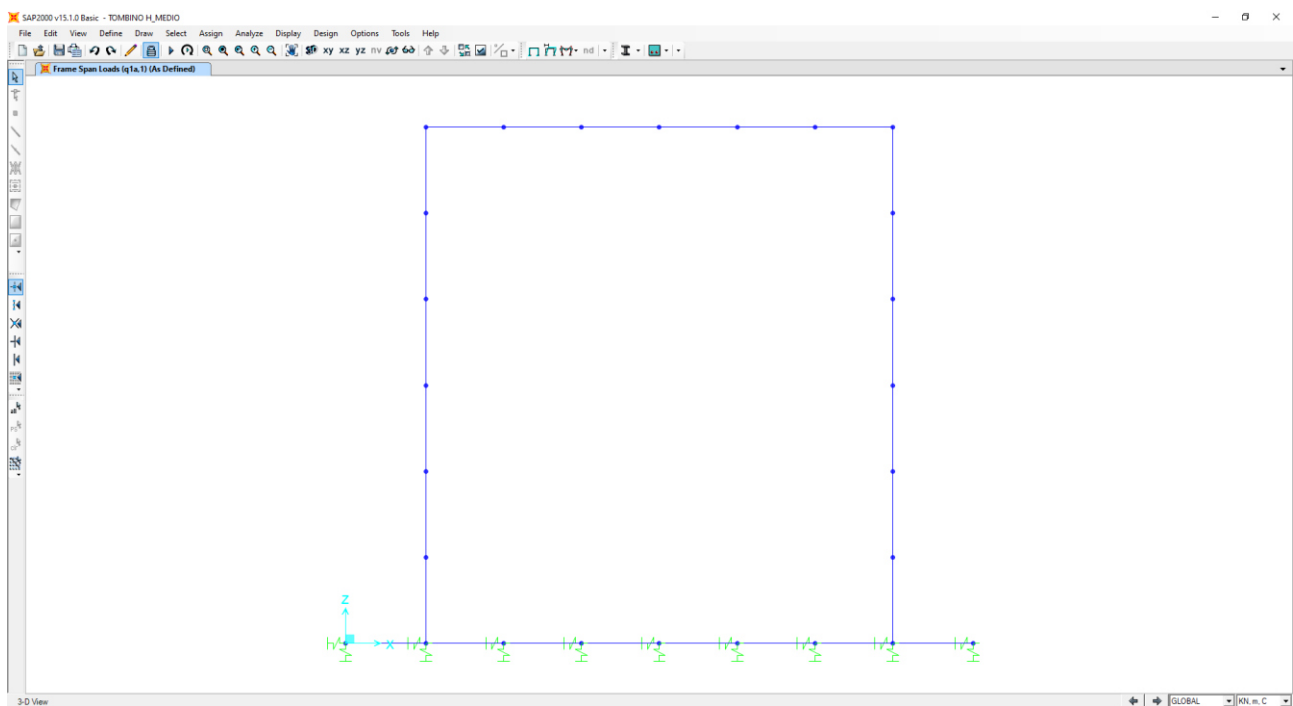 SAP2000 v15.1.0 Basic - TOMBINO H_MEDIO
File Edit View Define Draw Select Assign Analyze Display Design Options Tools Help
xy xz yz nv nd
Frame Span Loads (q1a,1) (As Defined)
Z
X
3-D View GLOBAL KN, m, C